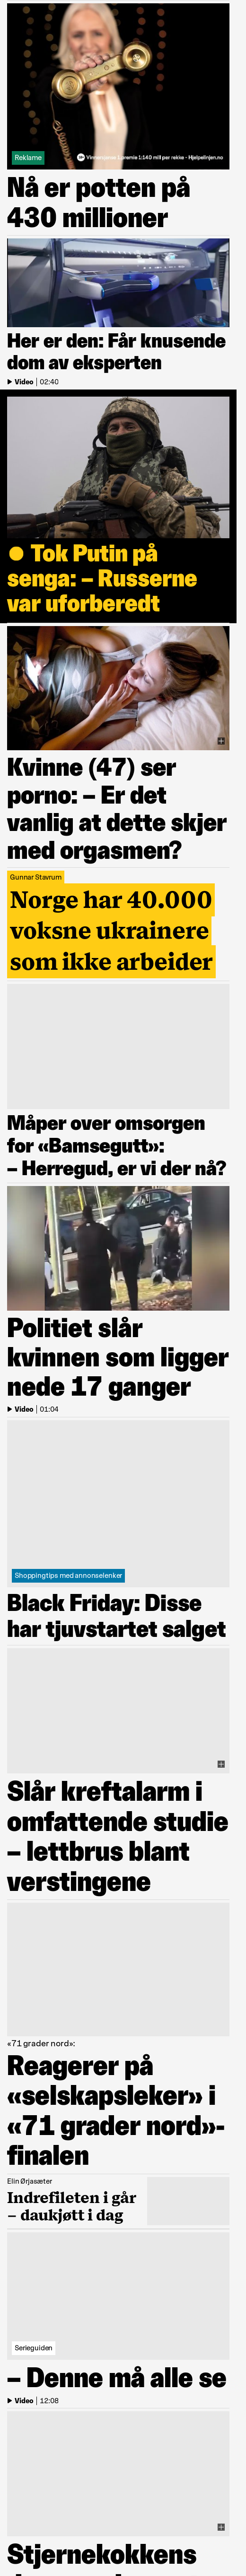 Reklame
Vinnersjanse Lørenia 1:140 mill per rekke - Hjelpelinjen.no
Nå er potten på
430 millioner
Her er den: Får knusende
dom av eksperten
Video | 02:40
Tok Putin på
senga: – Russerne
var uforberedt
Kvinne (47) ser
porno: – Er det
vanlig at dette skjer
med orgasmen?
Gunnar Stavrum
Norge har 40.000
voksne ukrainere
som ikke arbeider
Måper over omsorgen
for «Bamsegutt»:
– Herregud, er vi der nå?
Politiet slår
kvinnen som ligger
nede 17 ganger
Video | 01:04
Shoppingtips med annonselenker
Black Friday: Disse
har tjuvstartet salget
Slår kreftalarm i
omfattende studie
– lettbrus blant
verstingene
«71 grader nord»:
Reagerer på
«selskapsleker» i
«71 grader nord»-
finalen
Elin Ørjasæter
Indrefileten i går
– daukjøtt i dag
Serieguiden
– Denne må alle se
Video | 12:08
Stjernekokkens